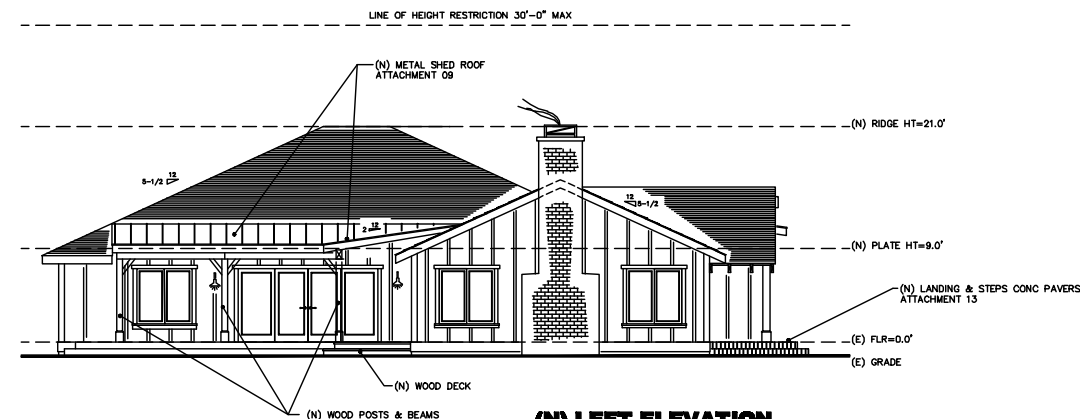 LINE OF HEIGHT RESTRICTION 30'-0" MAX
(N) METAL SHED ROOF
ATTACHMENT 09
(N) RIDGE HT=21.0'
12
5-1/2
12
5-1/2
12
2
(N) PLATE HT=9.0'
(N) LANDING & STEPS CONC PAVERS
ATTACHMENT 13
(E) FLR=0.0'
(E) GRADE
(N) WOOD DECK
(N) WOOD POSTS & BEAMS
(N) LEFT ELEVATION